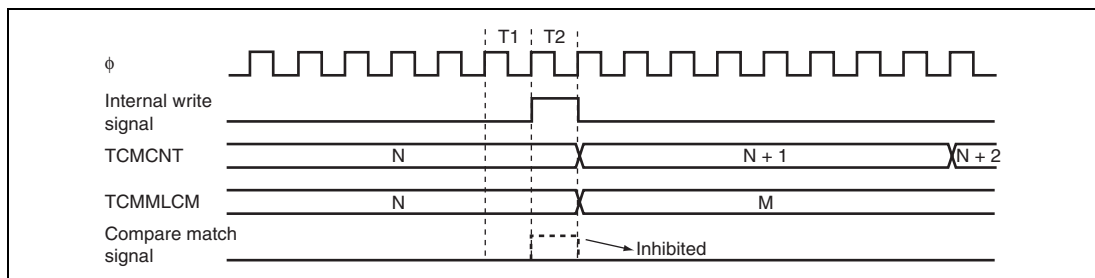 T1 T2
ϕ
Internal write
signal
TCMCNT N N + 1 N + 2
TCMMLCM N M
Compare match
signal Inhibited